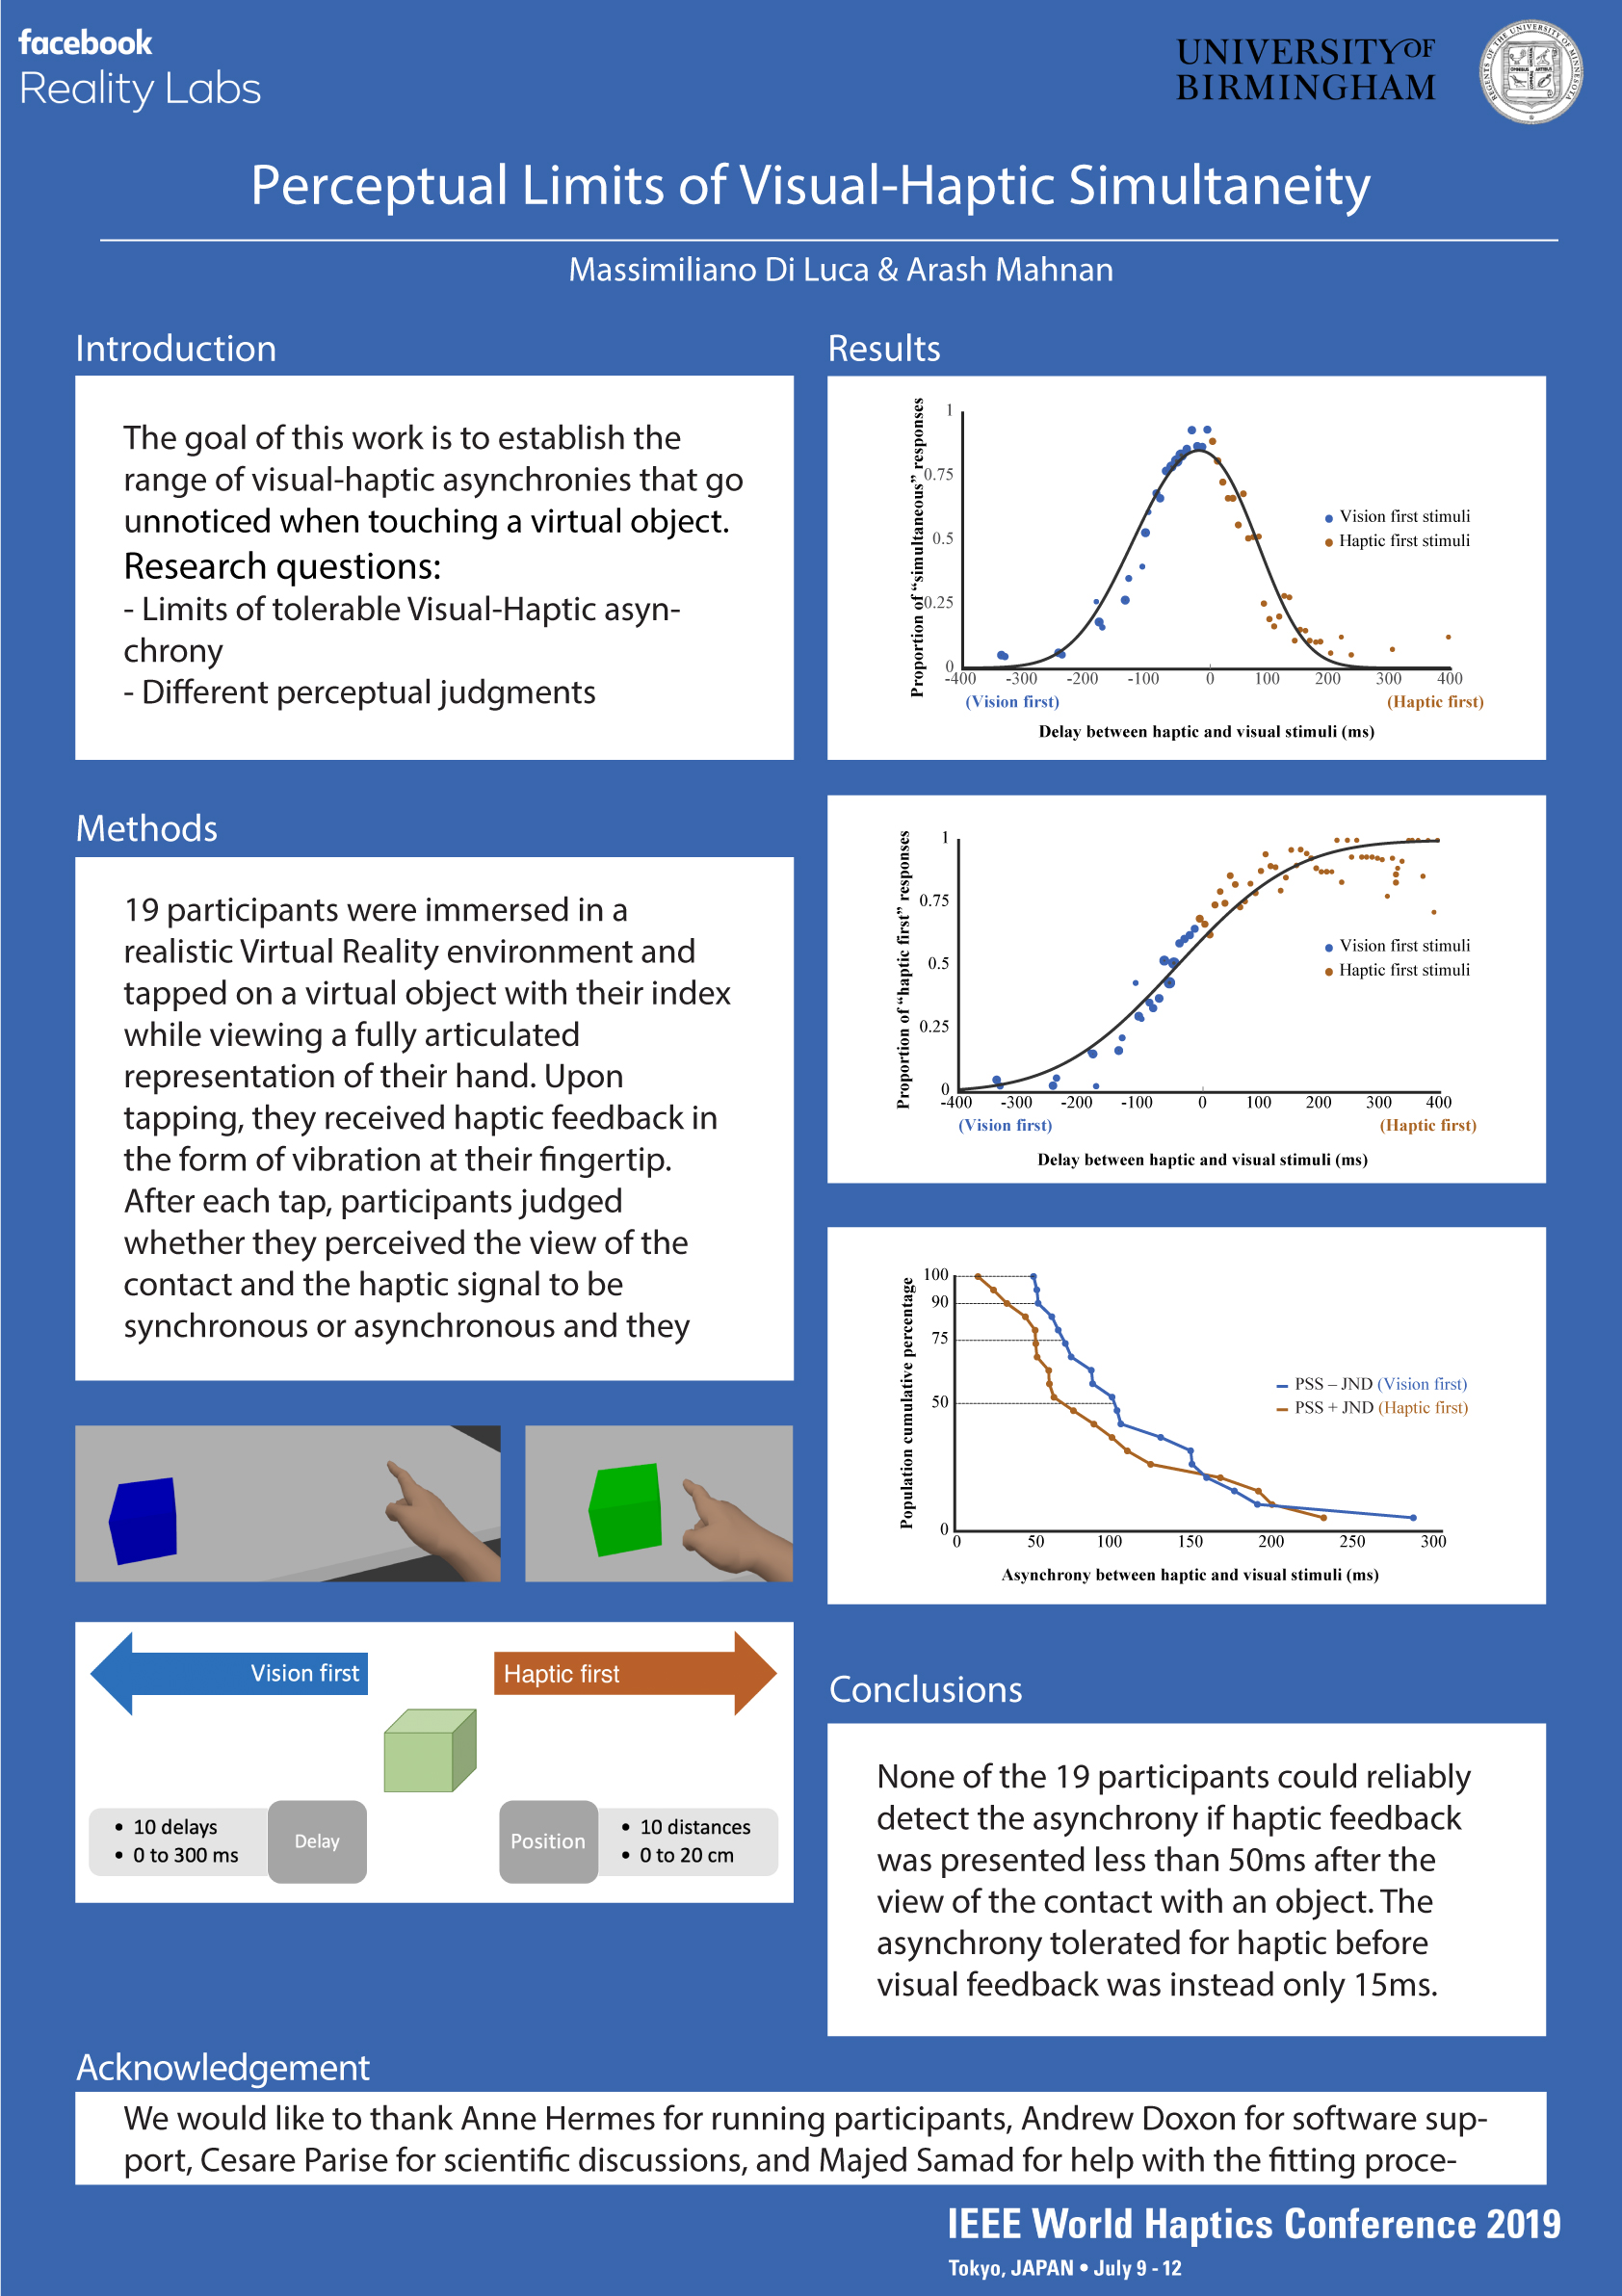 facebook
Reality Labs
UNIVERSITY OF
BIRMINGHAM
REGENTS OF THE UNIVERSITY OF MINNESOTA
Perceptual Limits of Visual-Haptic Simultaneity
Massimiliano Di Luca & Arash Mahnan
Introduction
The goal of this work is to establish the
range of visual-haptic asynchronies that go
unnoticed when touching a virtual object.
Research questions:
- Limits of tolerable Visual-Haptic asyn-
chrony
- Different perceptual judgments
Methods
19 participants were immersed in a
realistic Virtual Reality environment and
tapped on a virtual object with their index
while viewing a fully articulated
representation of their hand. Upon
tapping, they received haptic feedback in
the form of vibration at their fingertip.
After each tap, participants judged
whether they perceived the view of the
contact and the haptic signal to be
synchronous or asynchronous and they
Vision first
Haptic first
• 10 delays
• 0 to 300 ms
Delay
Position
• 10 distances
• 0 to 20 cm
Results
Proportion of “simultaneous” responses
1
0.75
0.5
0.25
0
-400 -300 -200 -100 0 100 200 300 400
(Vision first)
(Haptic first)
Delay between haptic and visual stimuli (ms)
Vision first stimuli
Haptic first stimuli
Proportion of “haptic first” responses
1
0.75
0.5
0.25
0
-400 -300 -200 -100 0 100 200 300 400
(Vision first)
(Haptic first)
Delay between haptic and visual stimuli (ms)
Vision first stimuli
Haptic first stimuli
Population cumulative percentage
100
90
75
50
0
0 50 100 150 200 250 300
Asynchrony between haptic and visual stimuli (ms)
PSS – JND (Vision first)
PSS + JND (Haptic first)
Conclusions
None of the 19 participants could reliably
detect the asynchrony if haptic feedback
was presented less than 50ms after the
view of the contact with an object. The
asynchrony tolerated for haptic before
visual feedback was instead only 15ms.
Acknowledgement
We would like to thank Anne Hermes for running participants, Andrew Doxon for software sup-
port, Cesare Parise for scientific discussions, and Majed Samad for help with the fitting proce-
IEEE World Haptics Conference 2019
Tokyo, JAPAN • July 9 - 12